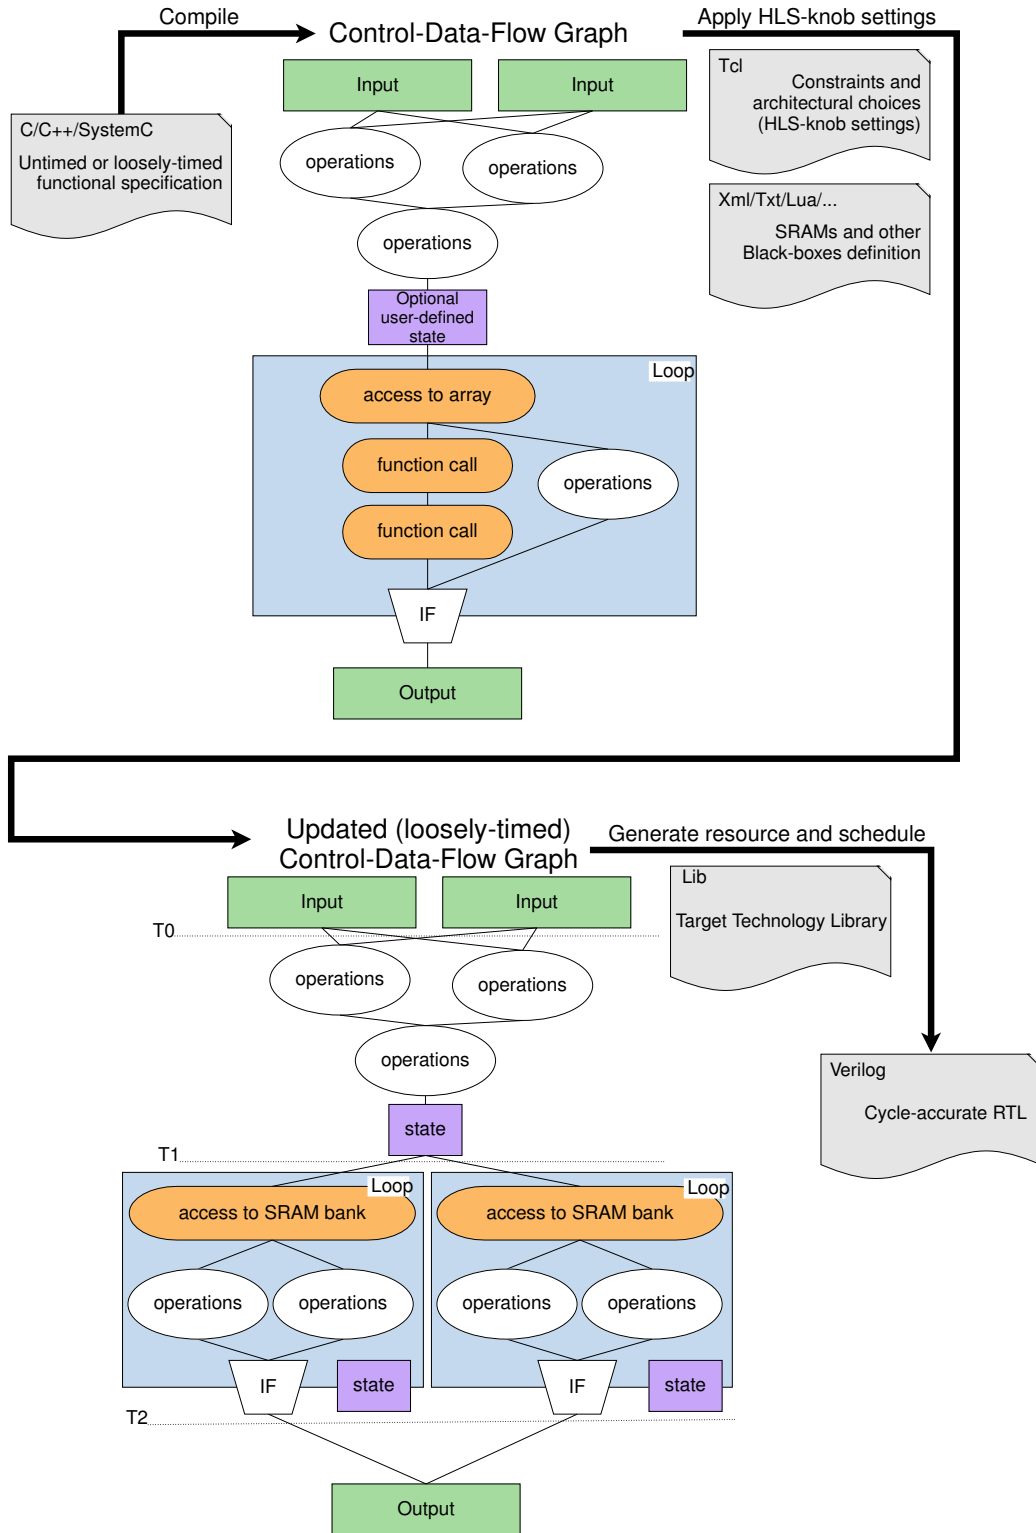 Compile
Control-Data-Flow Graph
Apply HLS-knob settings
C/C++/SystemC
Untimed or loosely-timed
functional specification
Tcl
Constraints and
architectural choices
(HLS-knob settings)
Xml/Txt/Lua/...
SRAMs and other
Black-boxes definition
Input
Input
operations
operations
operations
Optional
user-defined
state
Loop
access to array
function call
operations
function call
IF
Output
Updated (loosely-timed)
Control-Data-Flow Graph
Generate resource and schedule
Lib
Target Technology Library
Verilog
Cycle-accurate RTL
Input
Input
T0
operations
operations
operations
state
T1
Loop
Loop
access to SRAM bank
access to SRAM bank
operations
operations
operations
operations
IF
state
IF
state
T2
Output